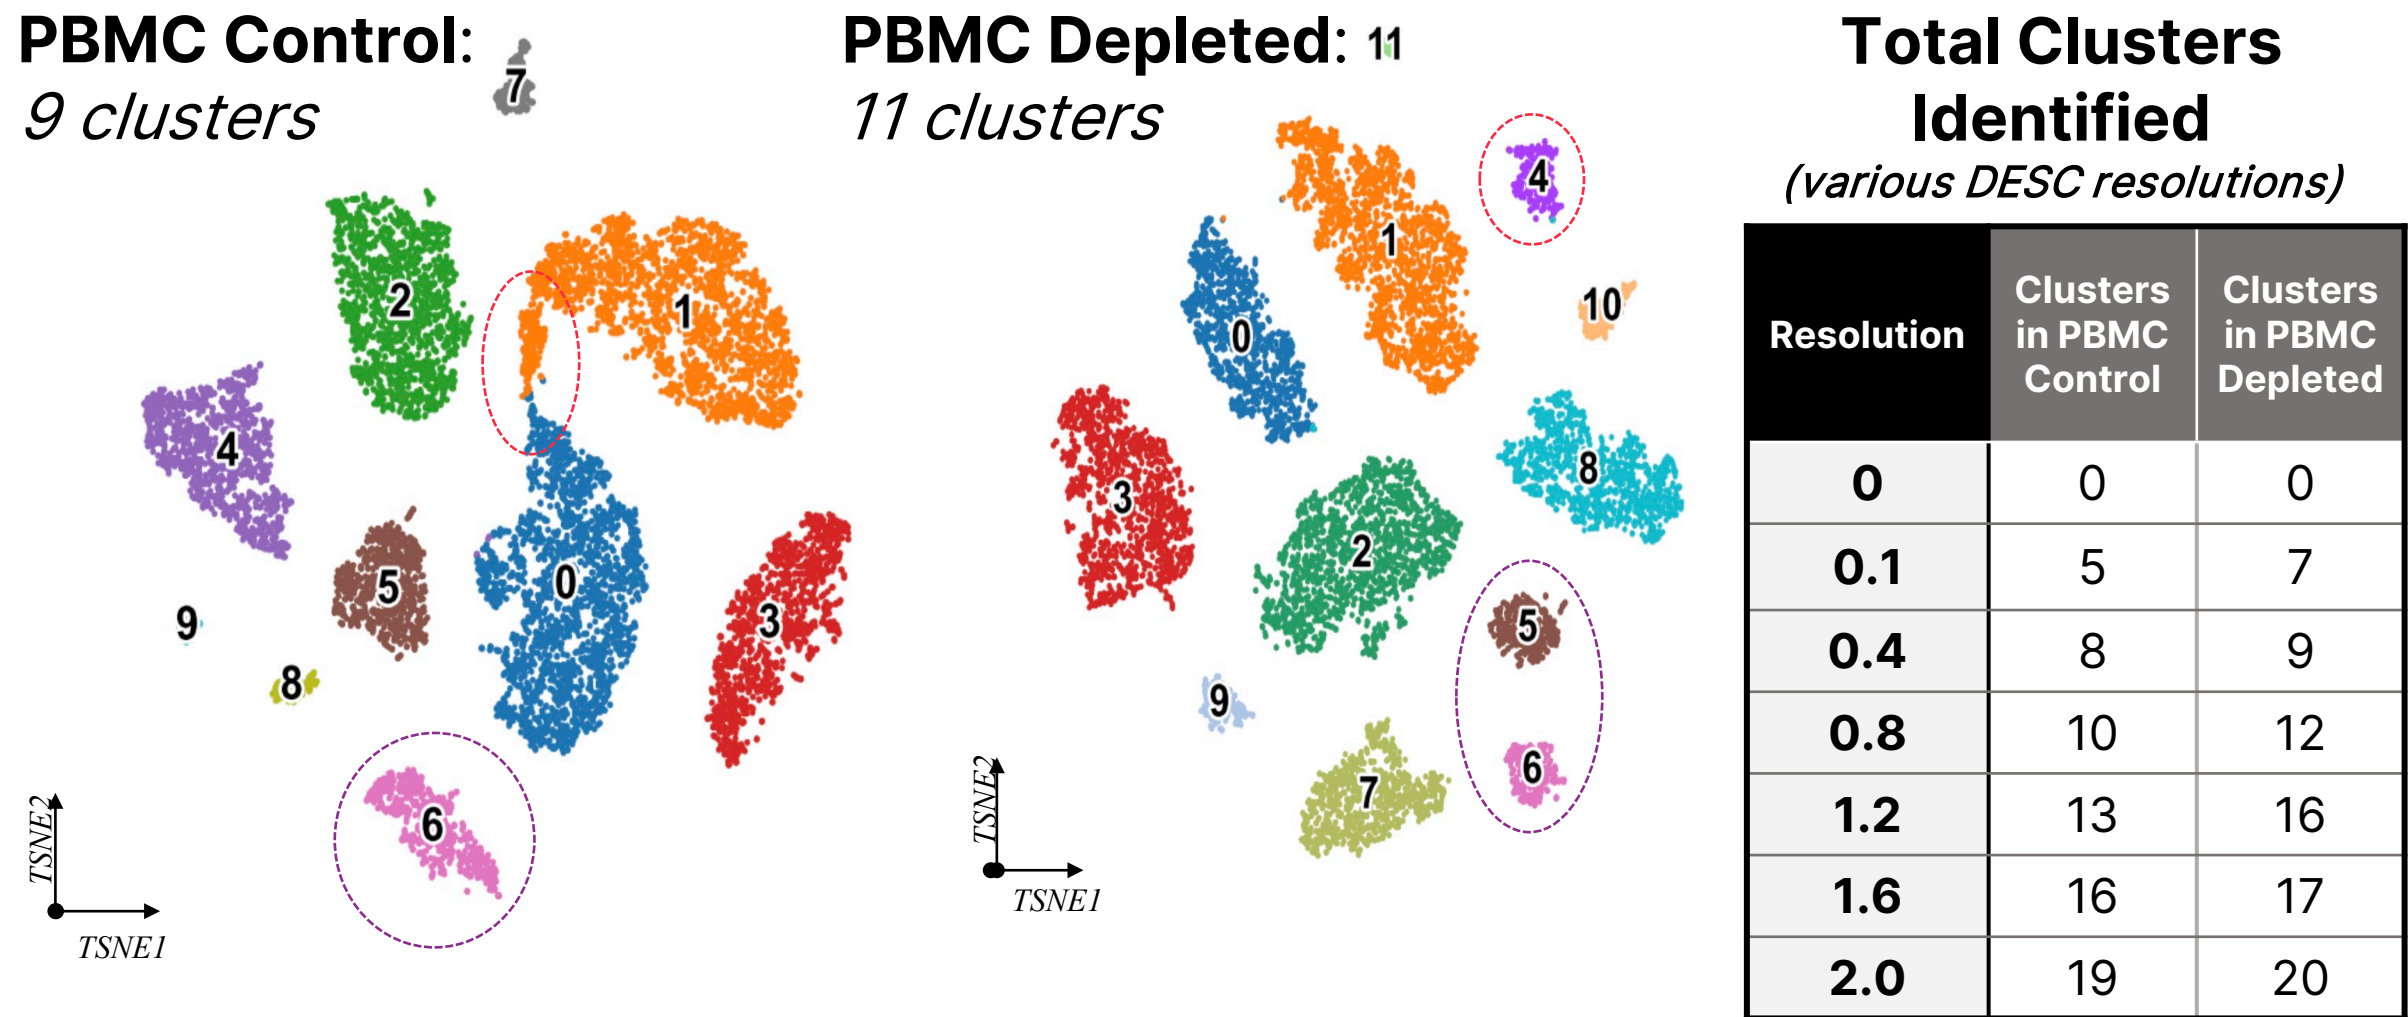 PBMC Control:
9 clusters
7
2
1
4
5
0
9
8
3
6
TSNE2
TSNE1
PBMC Depleted: 11
11 clusters
4
1
10
0
8
3
2
5
9
6
7
TSNE2
TSNE1
Total Clusters
Identified
(various DESC resolutions)
Resolution
Clusters
in PBMC
Control
Clusters
in PBMC
Depleted
0 0 0
0.1 5 7
0.4 8 9
0.8 10 12
1.2 13 16
1.6 16 17
2.0 19 20